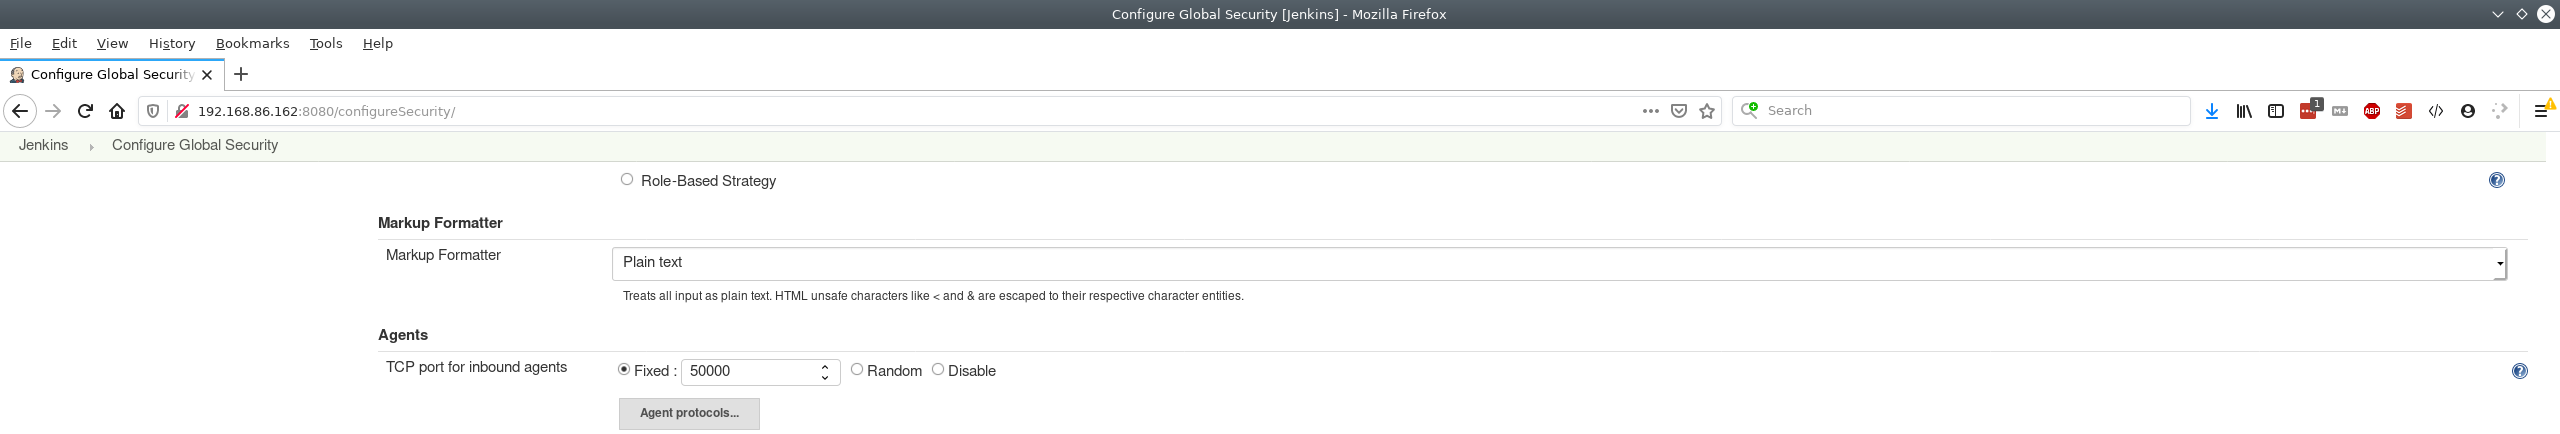 Configure Global Security [Jenkins] - Mozilla Firefox
File Edit View History Bookmarks Tools Help
Configure Global Security
192.168.86.162:8080/configureSecurity/ Search 1 M+ ABP
Jenkins Configure Global Security
Role-Based Strategy ?
Markup Formatter
Markup Formatter Plain text
Treats all input as plain text. HTML unsafe characters like < and & are escaped to their respective character entities.
Agents
TCP port for inbound agents Fixed : 50000 Random Disable ?
Agent protocols...